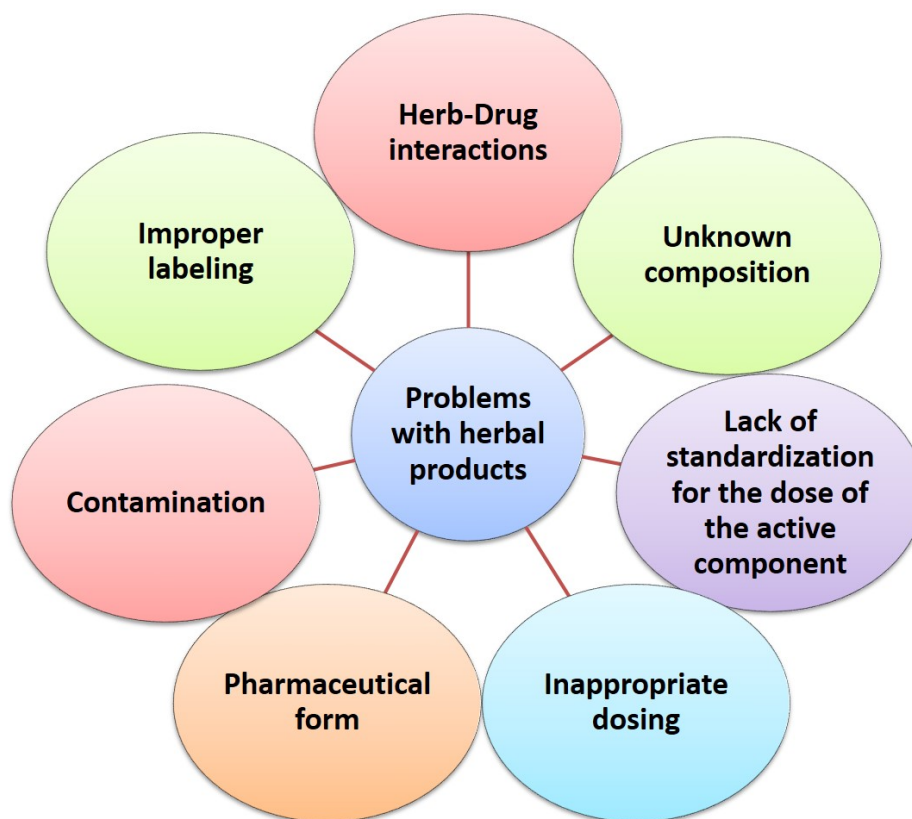 Herb-Drug
interactions
Improper
labeling
Unknown
composition
Problems
with herbal
products
Lack of
standardization
for the dose of
the active
component
Contamination
Pharmaceutical
form
Inappropriate
dosing